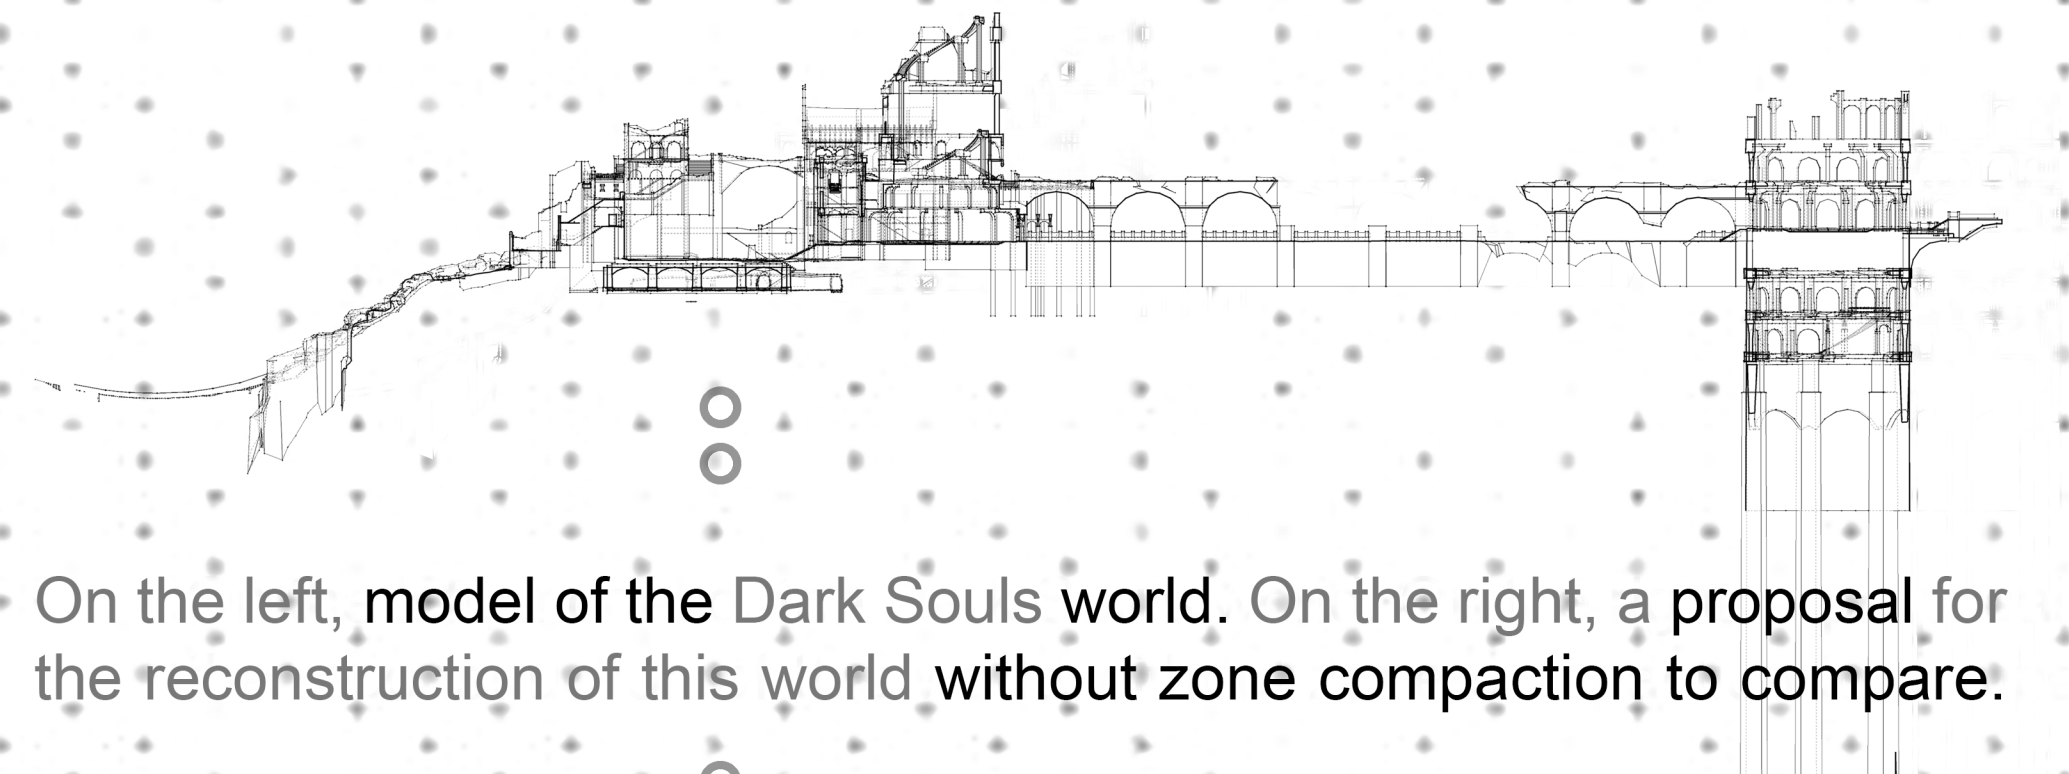 On the left, model of the Dark Souls world. On the right, a proposal for
the reconstruction of this world without zone compaction to compare.